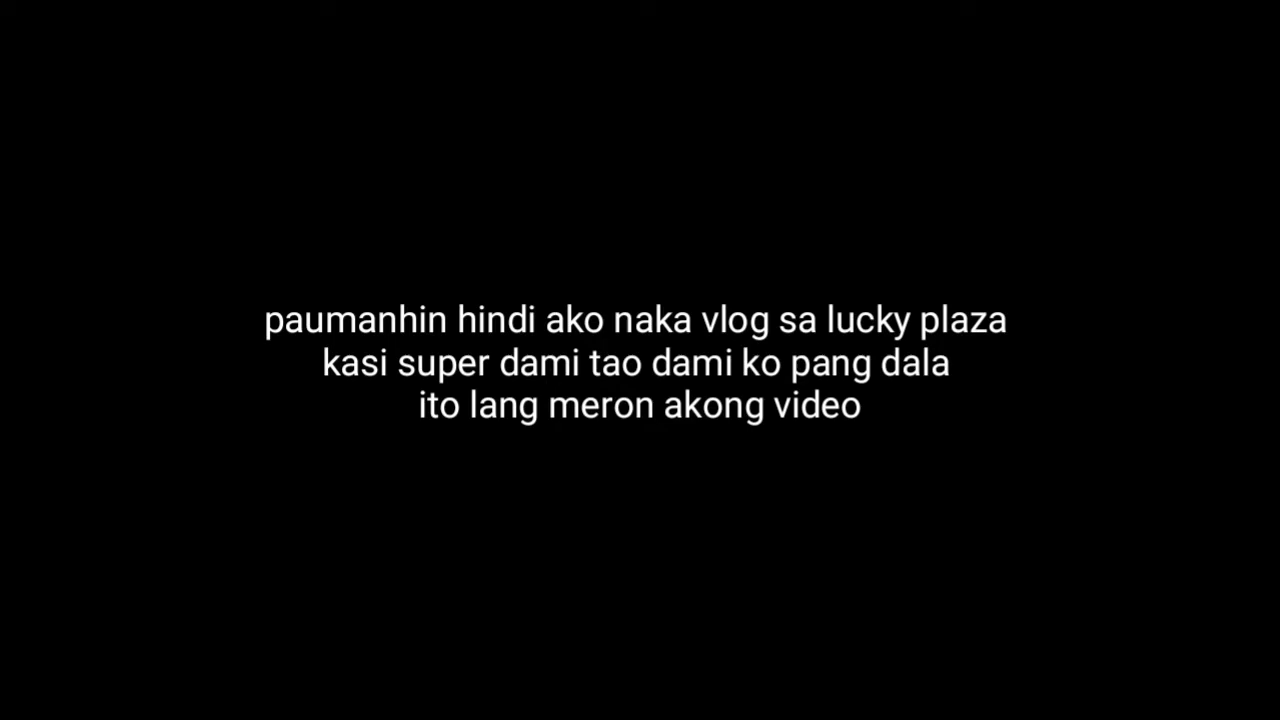 paumanhin hindi ako naka vlog sa lucky plaza
kasi super dami tao dami ko pang dala
ito lang meron akong video